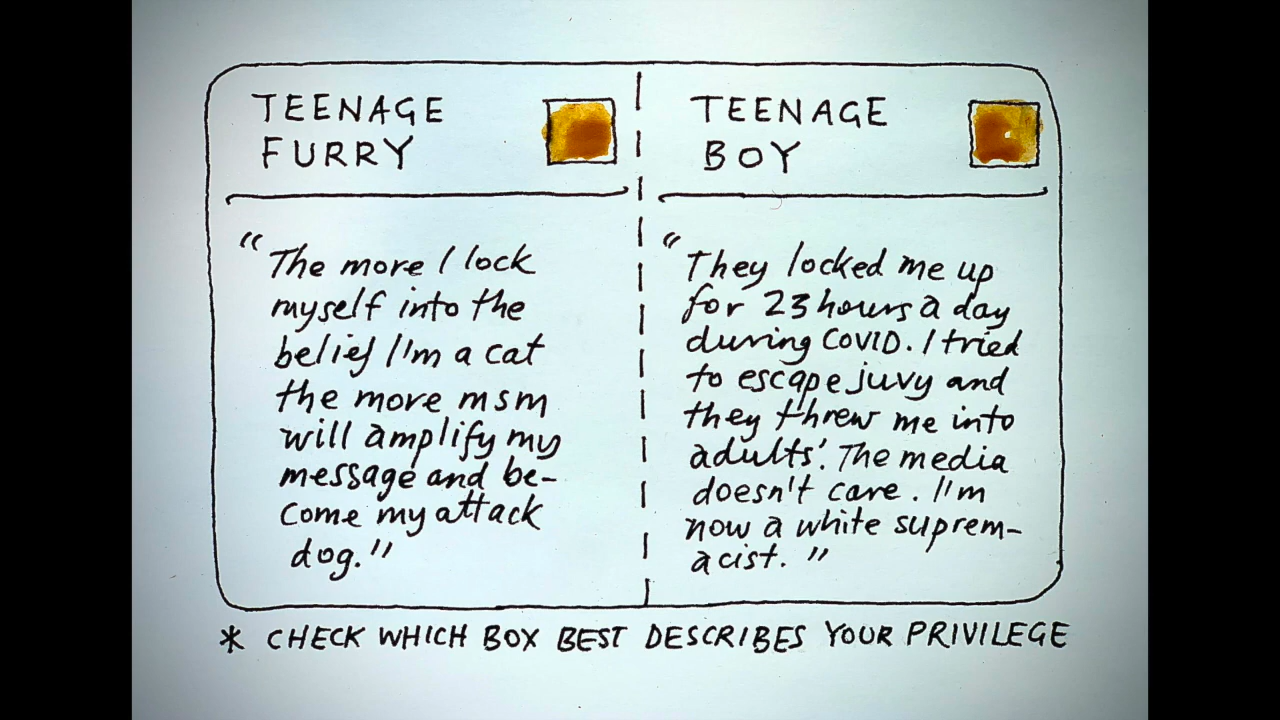 TEENAGE
FURRY
"The more I lock
myself into the
belief I'm a cat
the more msm
will amplify my
message and be-
come my attack
dog."
TEENAGE
BOY
"They locked me up
for 23 hours a day
during COVID. I tried
to escape juvy and
they threw me into
adults'. The media
doesn't care. I'm
now a white suprem-
acist."
* CHECK WHICH BOX BEST DESCRIBES YOUR PRIVILEGE